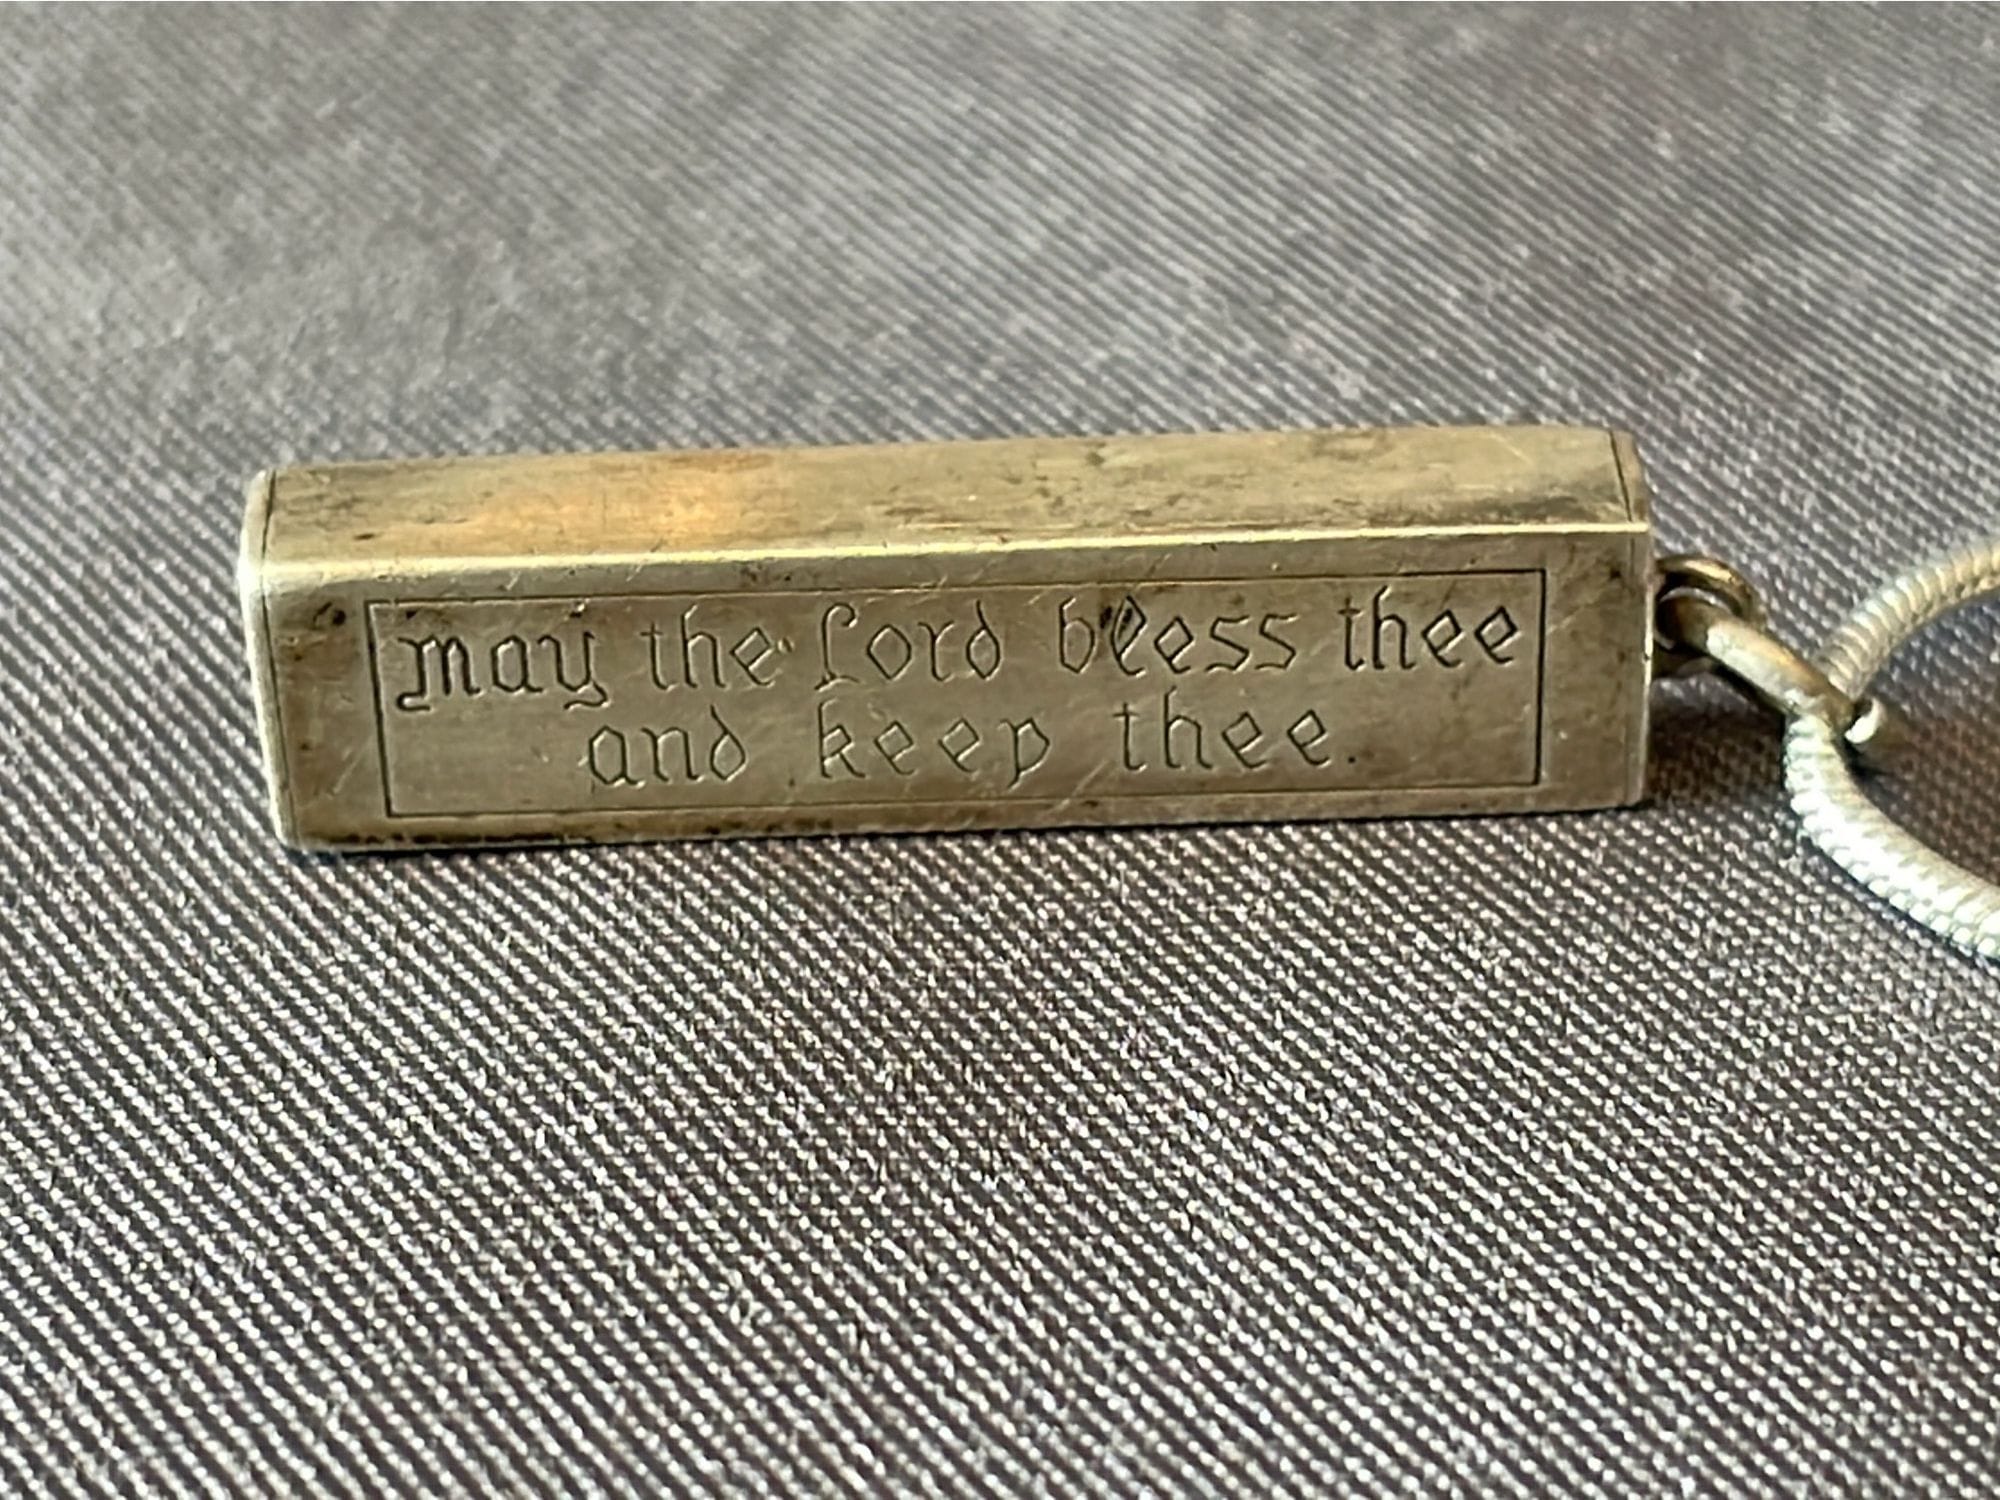 may the Lord bless thee
and keep thee.